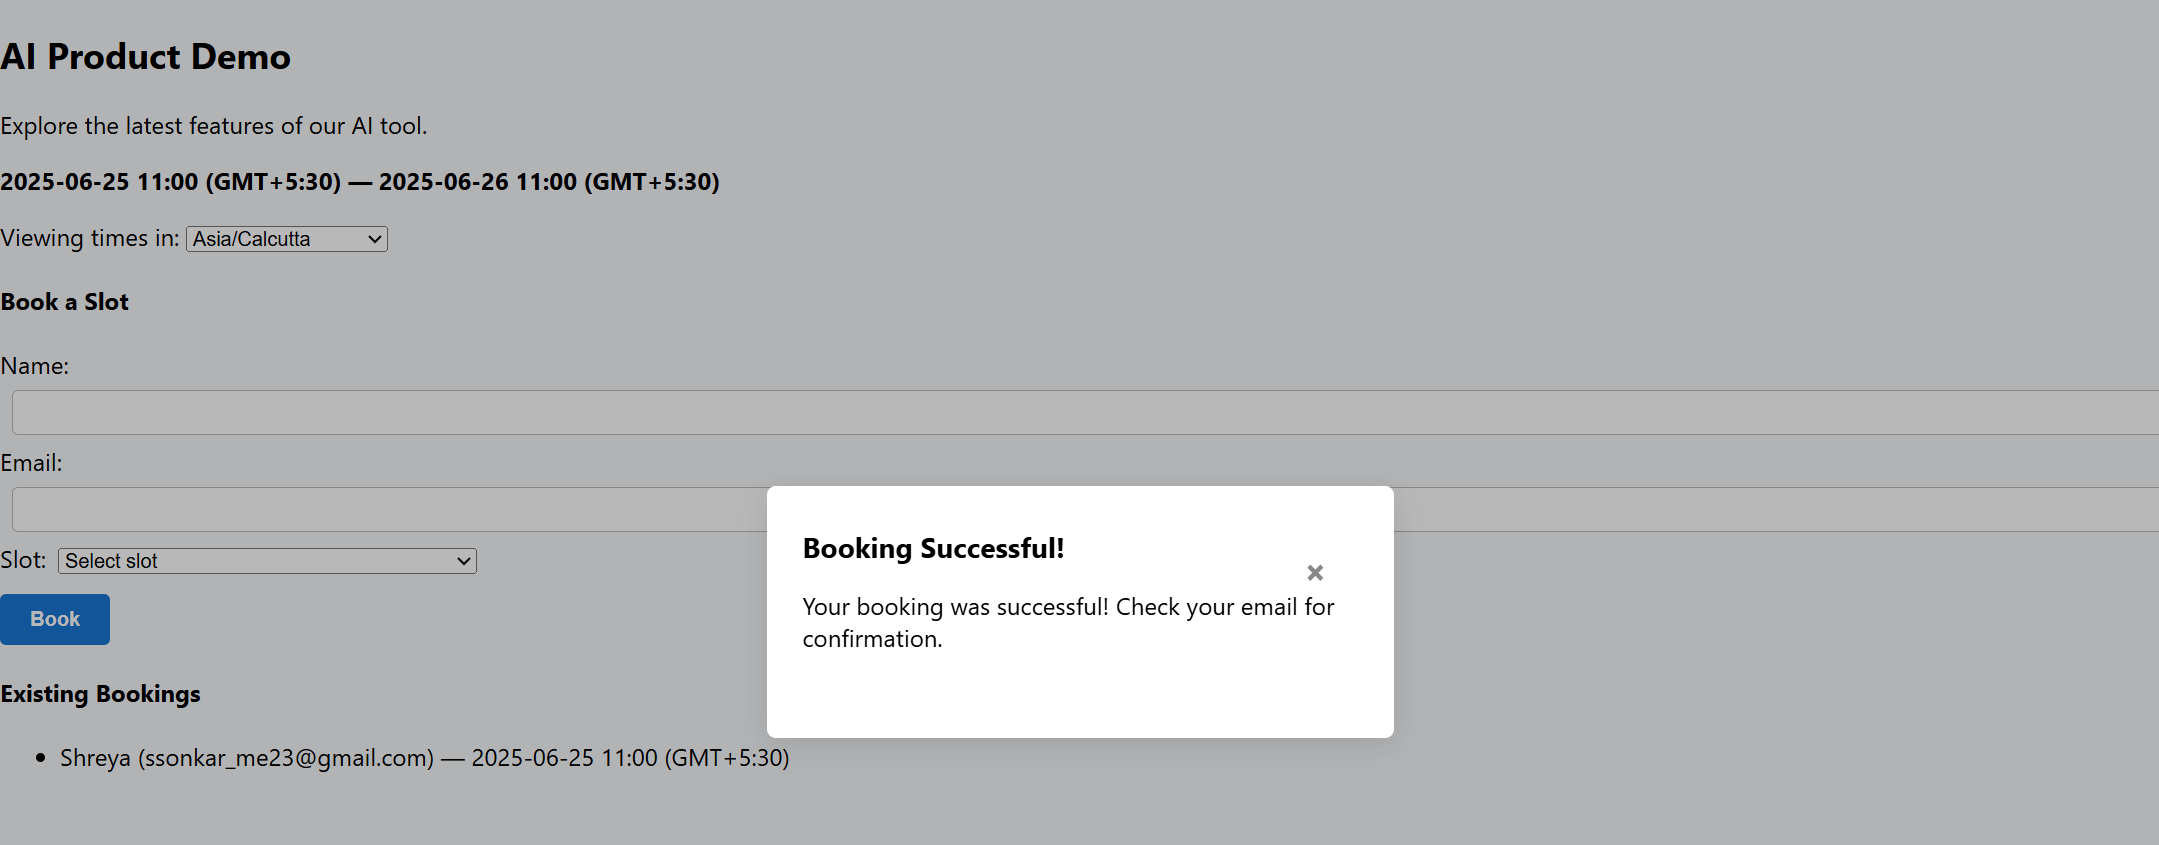 AI Product Demo
Explore the latest features of our AI tool.
2025-06-25 11:00 (GMT+5:30) — 2025-06-26 11:00 (GMT+5:30)
Viewing times in: Asia/Calcutta
Book a Slot
Name:
Email:
Slot: Select slot
Book
Booking Successful!
×
Your booking was successful! Check your email for
confirmation.
Existing Bookings
• Shreya (ssonkar_me23@gmail.com) — 2025-06-25 11:00 (GMT+5:30)